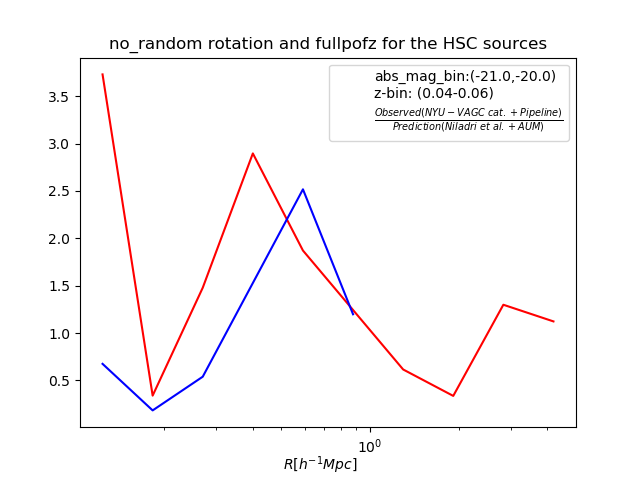 no_random rotation and fullpofz for the HSC sources
abs_mag_bin:(-21.0,-20.0)
z-bin: (0.04-0.06)
Observed(NYU − VAGC cat. + Pipeline)
Prediction(Niladri et al. + AUM)
3.5
3.0
2.5
2.0
1.5
1.0
0.5
10⁰
R[h⁻¹Mpc]